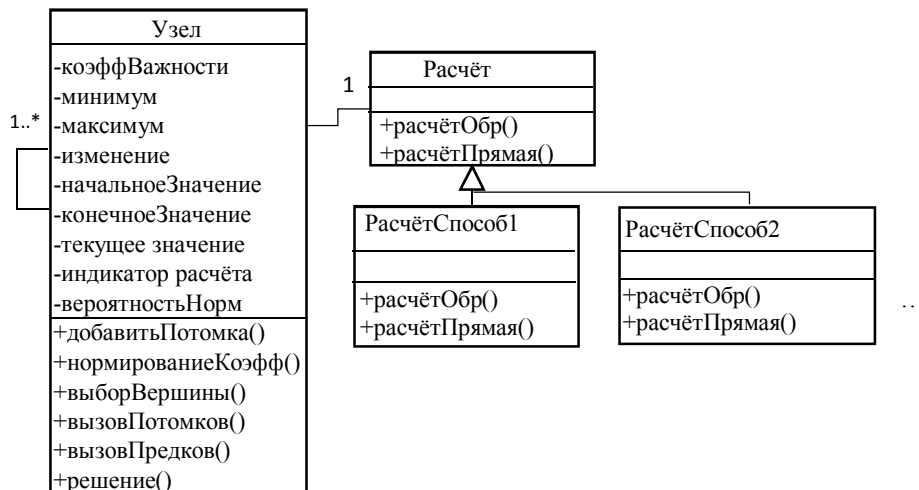 Узел
-коэффВажности
-минимум
-максимум
-изменение
-начальноеЗначение
-конечноеЗначение
-текущее значение
-индикатор расчёта
-вероятностьНорм
+добавитьПотомка()
+нормированиеКоэфф()
+выборВершины()
+вызовПотомков()
+вызовПредков()
+решение()
1..*
1
Расчёт
+расчётОбр()
+расчётПрямая()
РасчётСпособ1
+расчётОбр()
+расчётПрямая()
РасчётСпособ2
+расчётОбр()
+расчётПрямая()
..